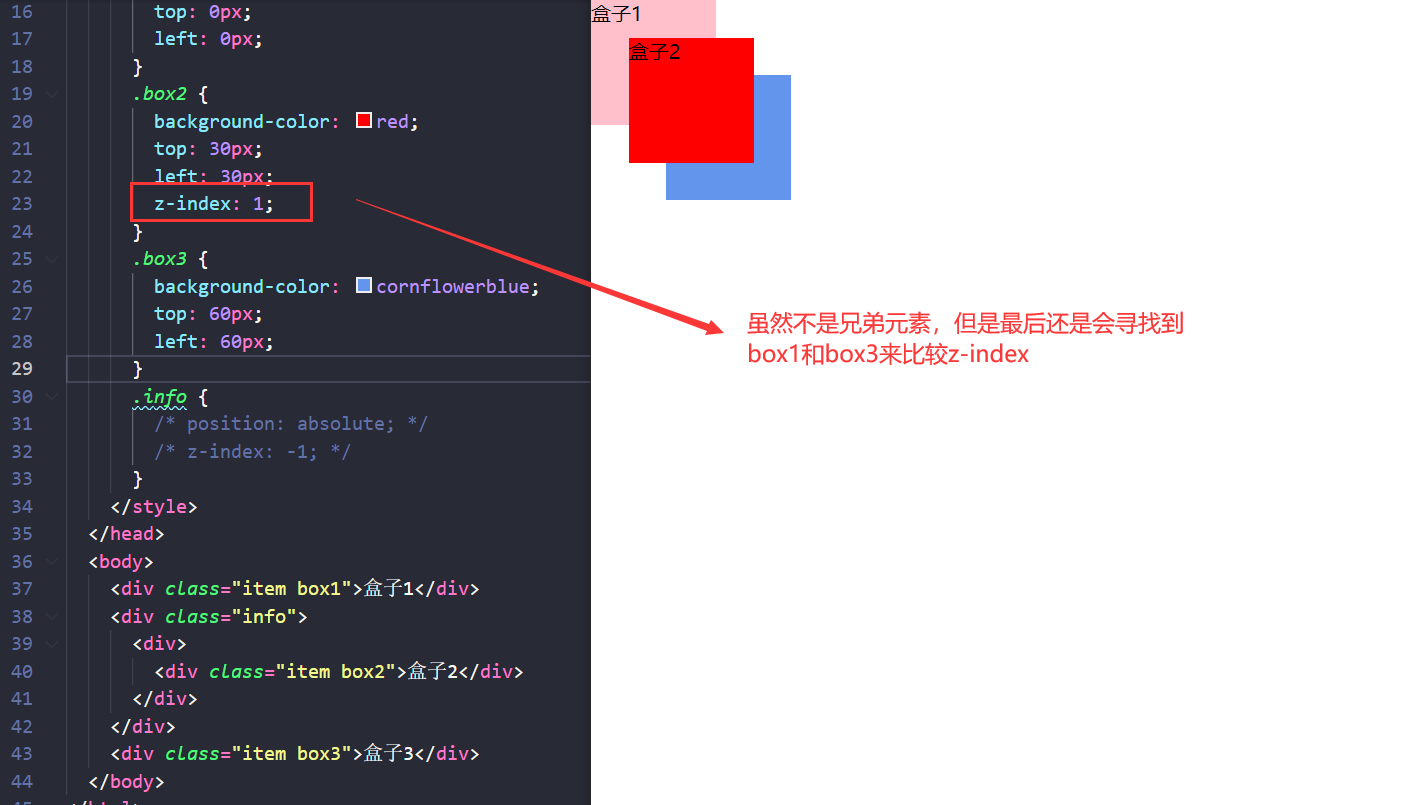 16 top: 0px;
17 left: 0px;
18 }
19 .box2 {
20 background-color: red;
21 top: 30px;
22 left: 30px;
23 z-index: 1;
24 }
25 .box3 {
26 background-color: cornflowerblue;
27 top: 60px;
28 left: 60px;
29 }
30 .info {
31 /* position: absolute; */
32 /* z-index: -1; */
33 }
34 </style>
35 </head>
36 <body>
37 <div class="item box1">盒子1</div>
38 <div class="info">
39 <div>
40 <div class="item box2">盒子2</div>
41 </div>
42 </div>
43 <div class="item box3">盒子3</div>
44 </body>
盒子1
盒子2
虽然不是兄弟元素，但是最后还是会寻找到
box1和box3来比较z-index